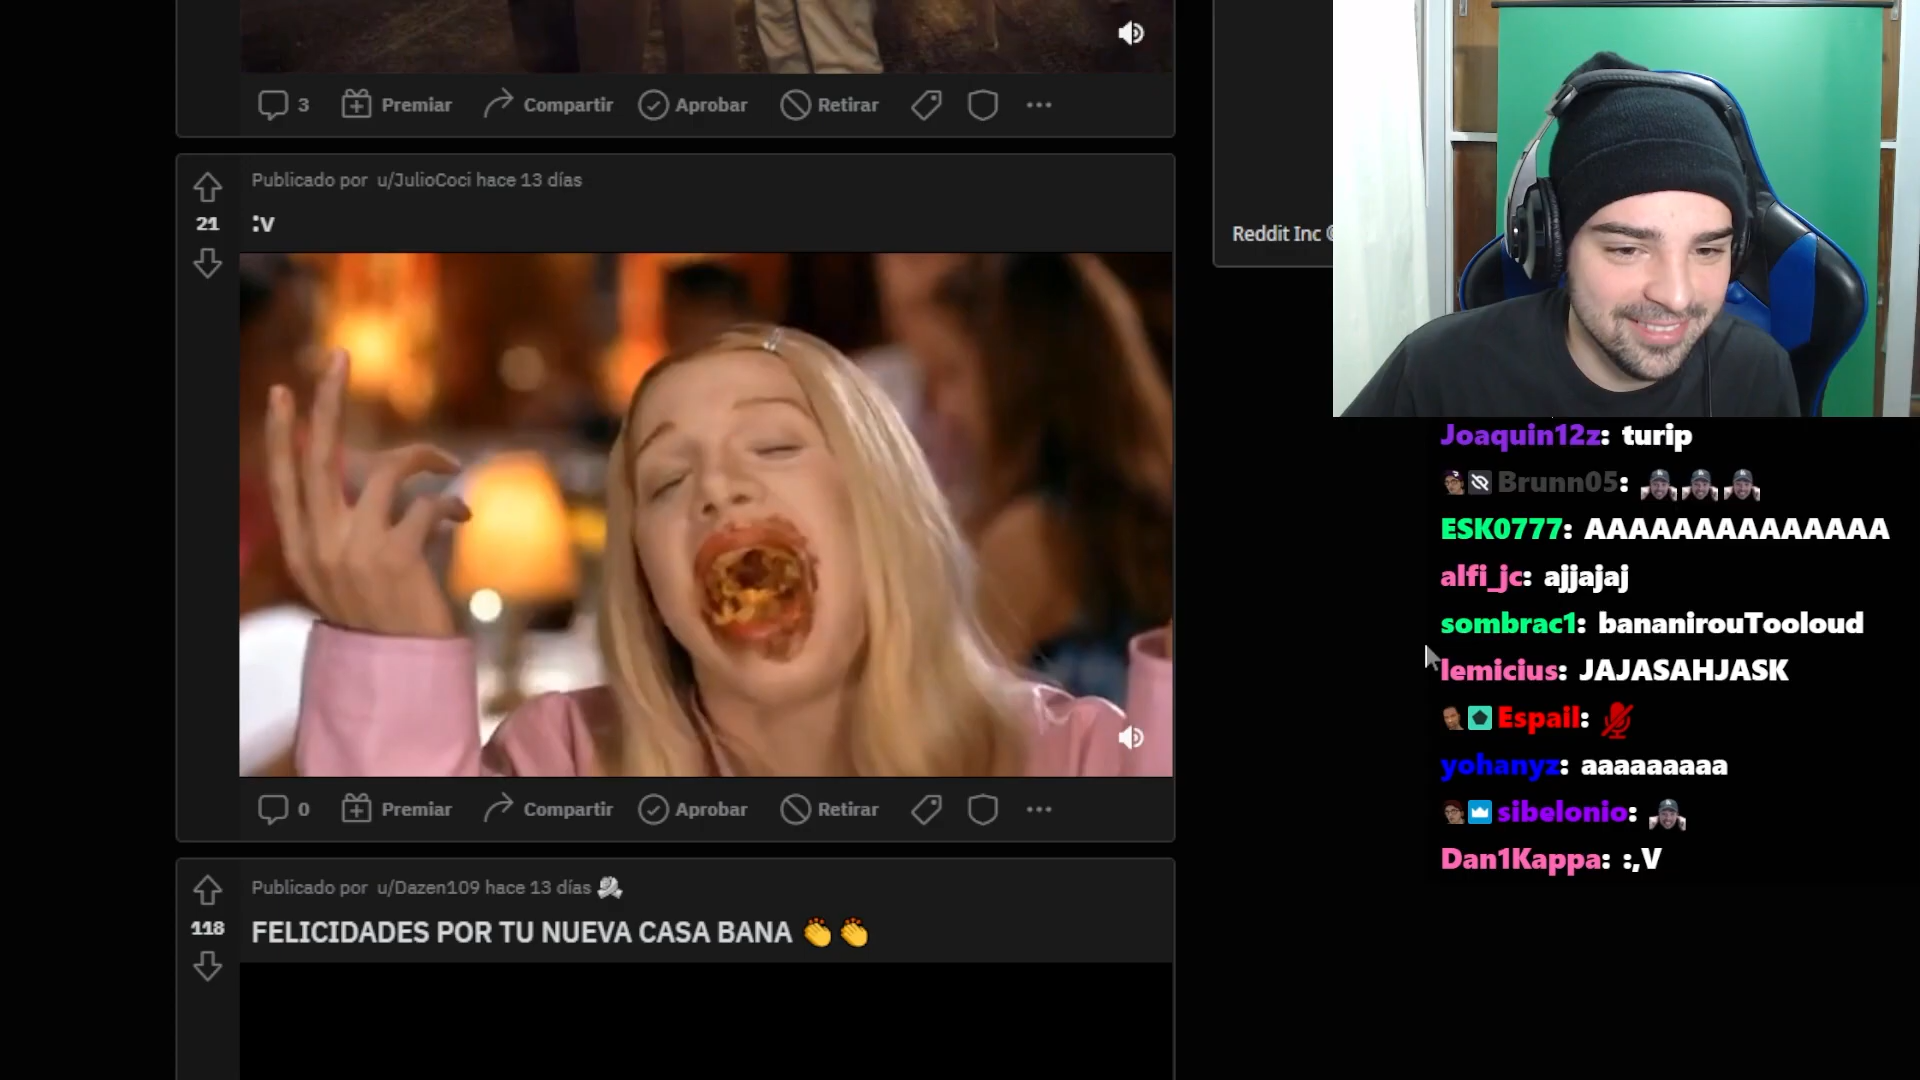 3 Premiar Compartir Aprobar Retirar
Publicado por u/JulioCoci hace 13 días
21
:v
0 Premiar Compartir Aprobar Retirar
Publicado por u/Dazen109 hace 13 días
118
FELICIDADES POR TU NUEVA CASA BANA 👏👏
Reddit Inc ©
Joaquin12z: turip
Brunn05:
ESK0777: AAAAAAAAAAAAAA
alfi_jc: ajjajaj
sombrac1: bananirouTooloud
lemicius: JAJASAHJASK
Espail:
yohanyz: aaaaaaaaa
sibelonio:
Dan1Kappa: :,V